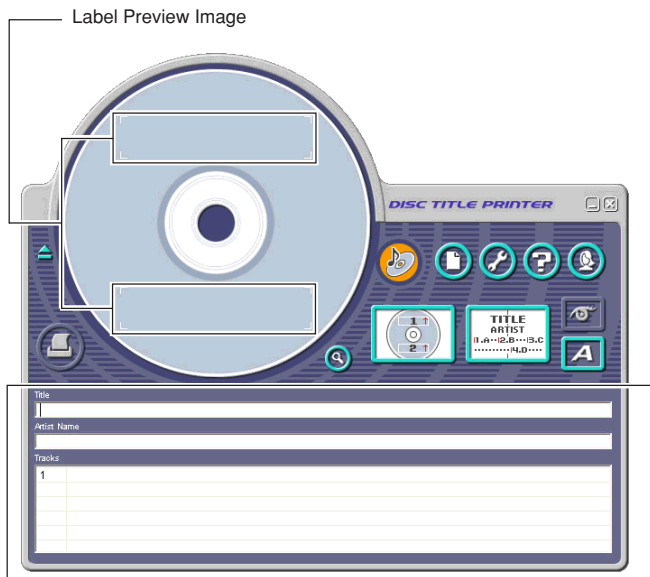 Label Preview Image
DISC TITLE PRINTER
?
1 ↑
2 ↑
TITLE
ARTIST
1.A··2.B···3.C
··········4.D····
A
Title
Artist Name
Tracks
1